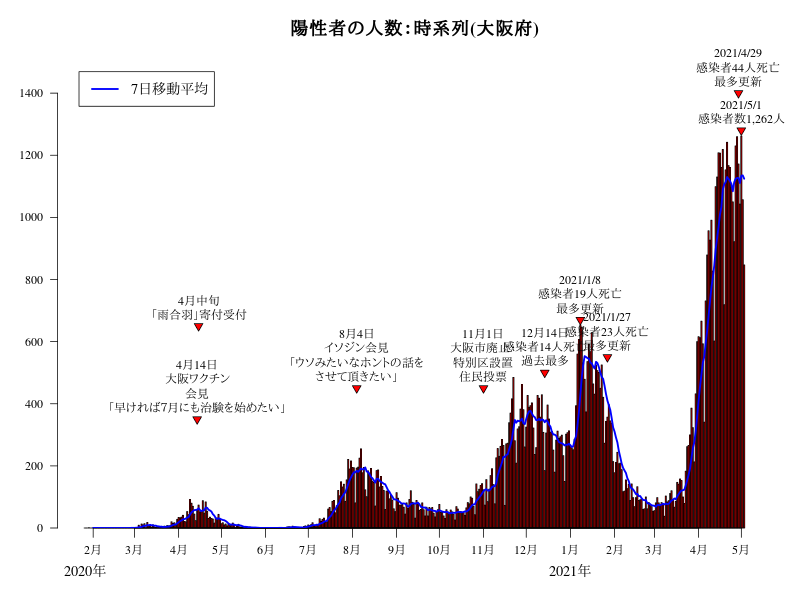 陽性者の人数：時系列(大阪府)
7日移動平均
2021/4/29
感染者44人死亡
最多更新
2021/5/1
感染者数1,262人
4月中旬
「雨合羽」寄付受付
4月14日
大阪ワクチン
会見
「早ければ7月にも治験を始めたい」
8月4日
イソジン会見
「ウソみたいなホントの話を
させて頂きたい」
11月1日
大阪市廃止
特別区設置
住民投票
12月14日
感染者14人死亡
過去最多
2021/1/8
感染者19人死亡
最多更新
2021/1/27
感染者23人死亡
最多更新
1400
1200
1000
800
600
400
200
0
2月 3月 4月 5月 6月 7月 8月 9月 10月 11月 12月 1月 2月 3月 4月 5月
2020年 2021年